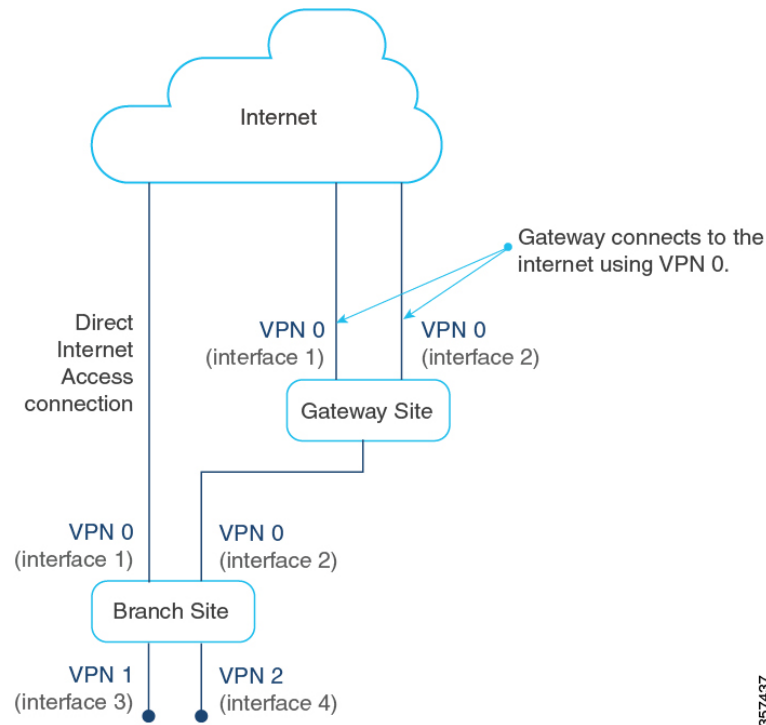 Internet
Gateway connects to the
internet using VPN 0.
Direct
Internet
Access
connection
VPN 0
(interface 1)
VPN 0
(interface 2)
Gateway Site
VPN 0
(interface 1)
VPN 0
(interface 2)
Branch Site
VPN 1
(interface 3)
VPN 2
(interface 4)
357437